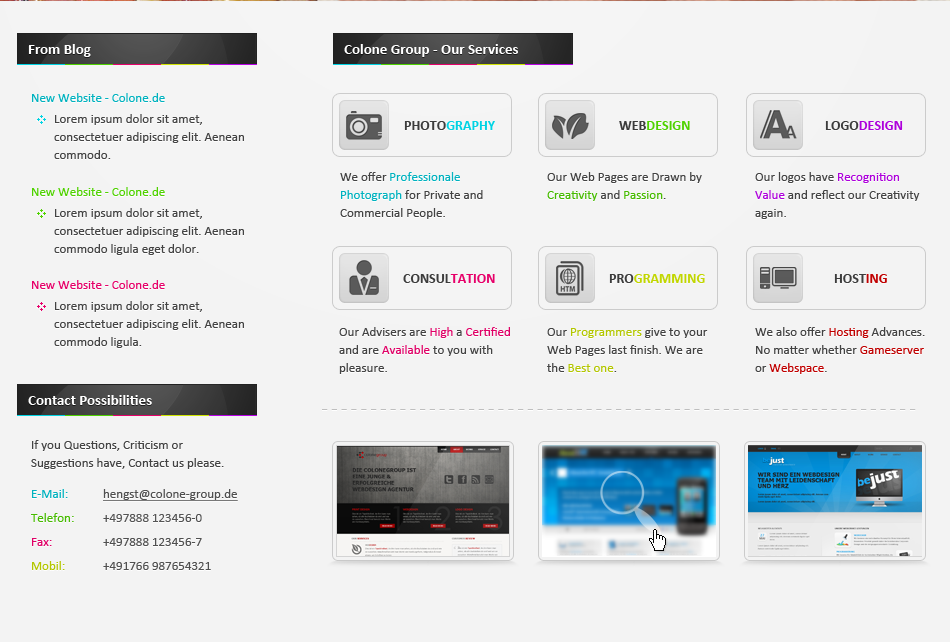 From Blog
New Website - Colone.de
Lorem ipsum dolor sit amet,
consectetuer adipiscing elit. Aenean
commodo.
New Website - Colone.de
Lorem ipsum dolor sit amet,
consectetuer adipiscing elit. Aenean
commodo ligula eget dolor.
New Website - Colone.de
Lorem ipsum dolor sit amet,
consectetuer adipiscing elit. Aenean
commodo ligula.
Contact Possibilities
If you Questions, Criticism or
Suggestions have, Contact us please.
E-Mail: hengst@colone-group.de
Telefon: +497888 123456-0
Fax: +497888 123456-7
Mobil: +491766 987654321
Colone Group - Our Services
PHOTOGRAPHY
We offer Professionale
Photograph for Private and
Commercial People.
WEBDESIGN
Our Web Pages are Drawn by
Creativity and Passion.
LOGODESIGN
Our logos have Recognition
Value and reflect our Creativity
again.
CONSULTATION
Our Advisers are High a Certified
and are Available to you with
pleasure.
HTM
PROGRAMMING
Our Programmers give to your
Web Pages last finish. We are
the Best one.
HOSTING
We also offer Hosting Advances.
No matter whether Gameserver
or Webspace.
DIE COLONEGROUP IST
EINE JUNGE &
ERFOLGREICHE
WEBDESIGN AGENTUR
just
WIR SIND EIN WEBDESIGN
TEAM MIT LEIDENSCHAFT
UND HERZ
bejust